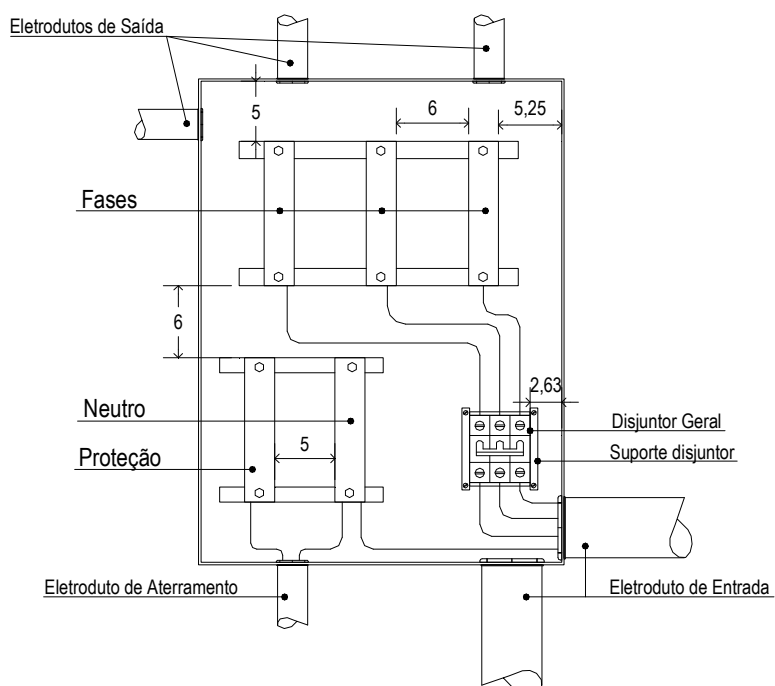 Eletrodutos de Saída
5
6
5,25
Fases
6
2,63
Neutro
Disjuntor Geral
5
Suporte disjuntor
Proteção
Eletroduto de Aterramento
Eletroduto de Entrada